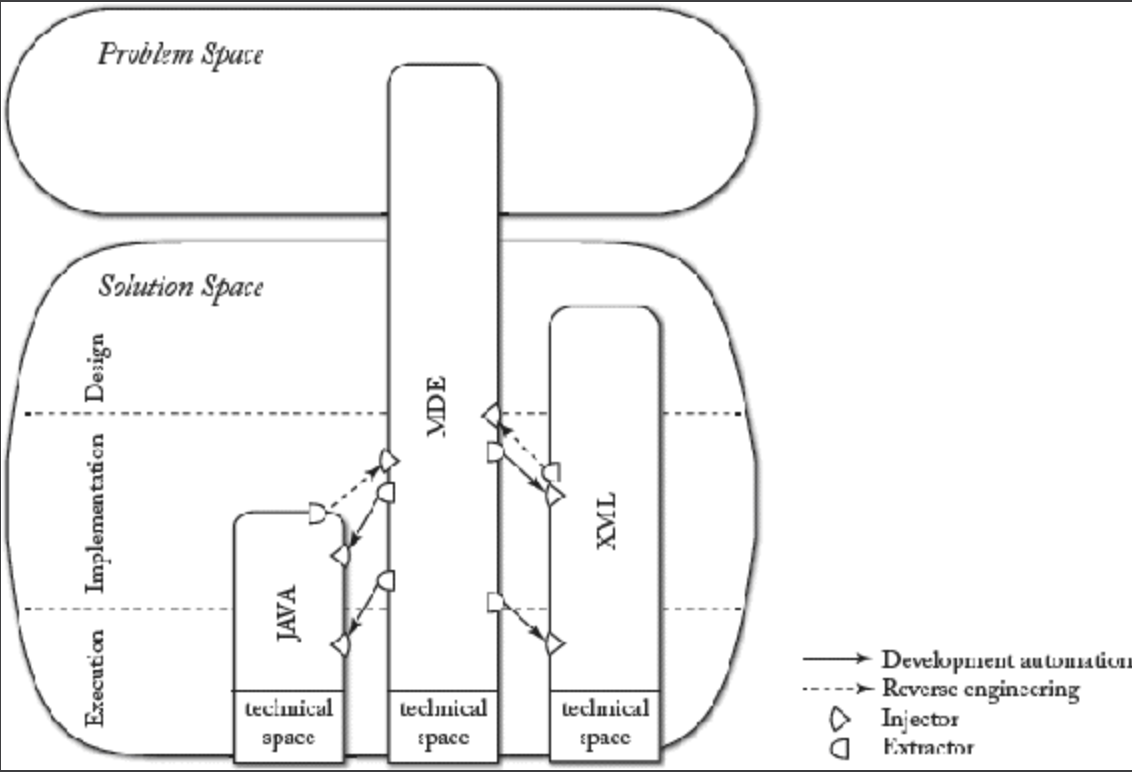 Problem Space
Solution Space
Design
Implementation
Execution
JAVA
MDE
XML
technical
space
technical
space
technical
space
Development automation
Reverse engineering
Injector
Extractor